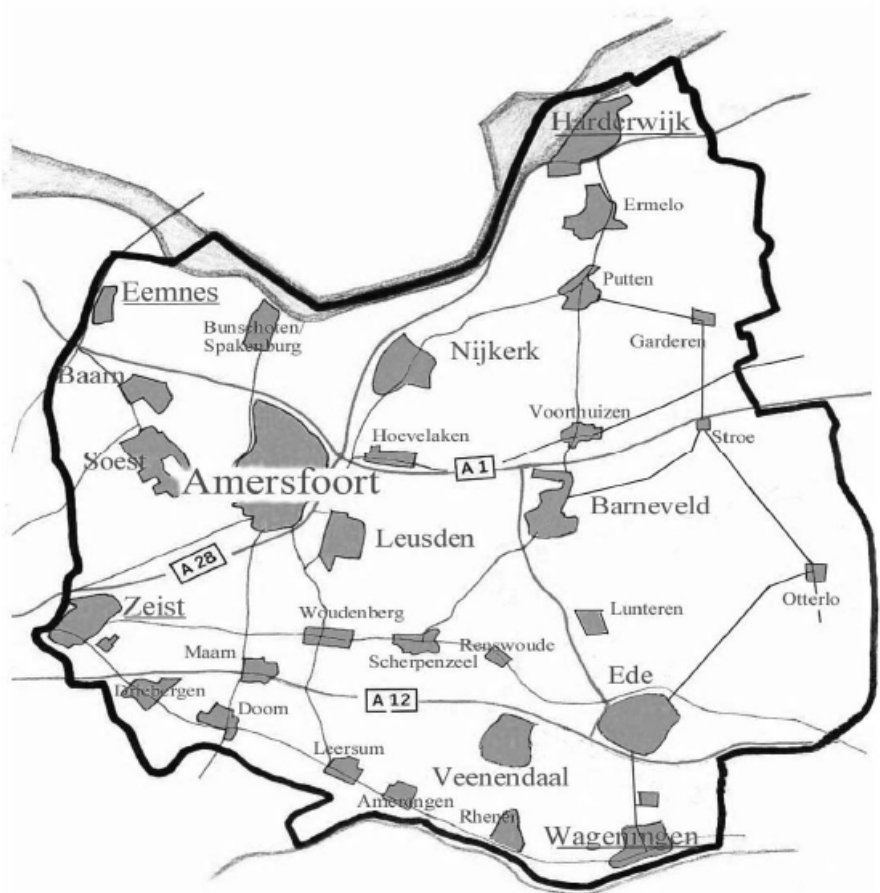 Harderwijk
Ermelo
Putten
Eemnes
Bunschoten/
Spakenburg
Garderen
Nijkerk
Baarn
Voorthuizen
Hoevelaken
Stroe
Soest
A 1
Amersfoort
Barneveld
Leusden
A 28
Otterlo
Zeist
Woudenberg
Lunteren
Maarn
Scherpenzeel
Renswoude
Ede
Driebergen
A 12
Doorn
Leersum
Veenendaal
Amerongen
Rhenen
Wageningen